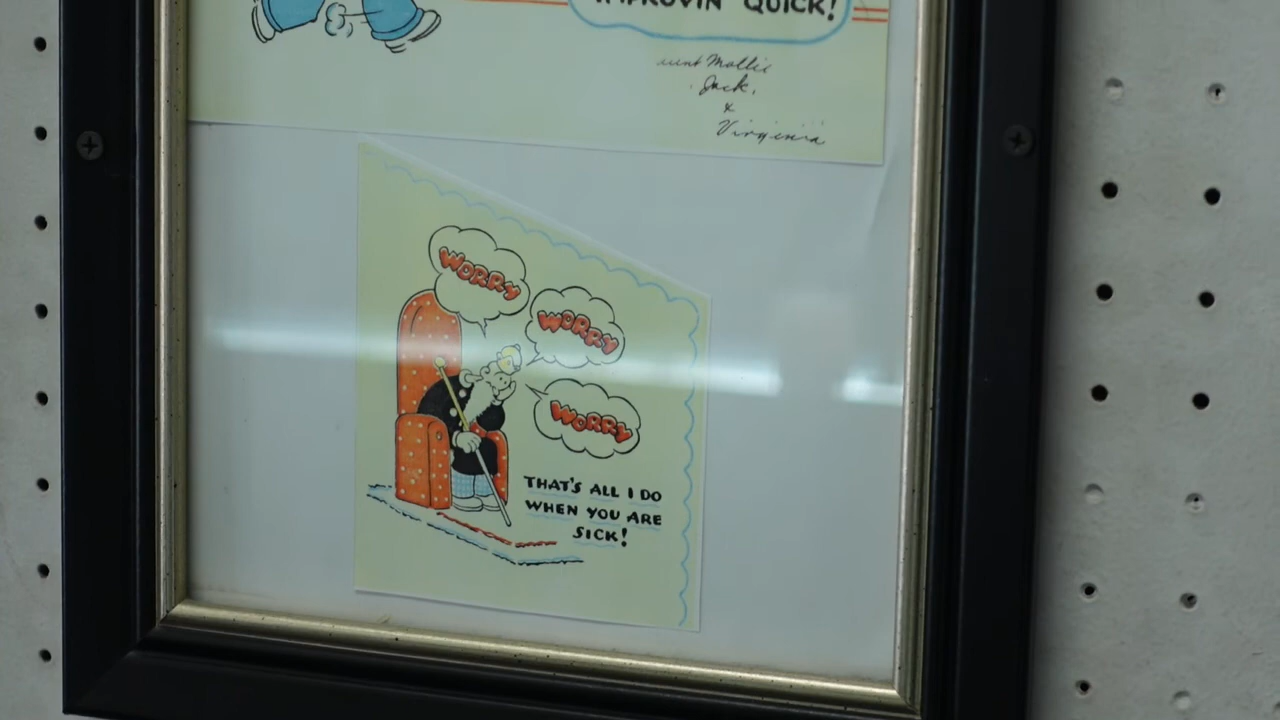 IMPROVIN' QUICK!
Aunt Mollie
Jack,
&
Virginia
WORRY
WORRY
WORRY
THAT'S ALL I DO
WHEN YOU ARE
SICK!